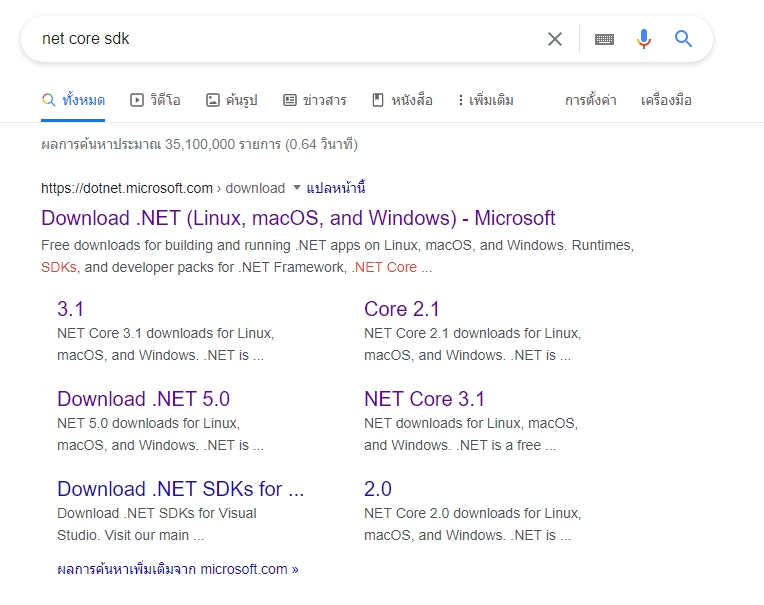 net core sdk
ทั้งหมด วิดีโอ ค้นรูป ข่าวสาร หนังสือ เพิ่มเติม การตั้งค่า เครื่องมือ
ผลการค้นหาประมาณ 35,100,000 รายการ (0.64 วินาที)
https://dotnet.microsoft.com › download ▾ แปลหน้านี้
Download .NET (Linux, macOS, and Windows) - Microsoft
Free downloads for building and running .NET apps on Linux, macOS, and Windows. Runtimes,
SDKs, and developer packs for .NET Framework, .NET Core ...
3.1
NET Core 3.1 downloads for Linux,
macOS, and Windows. .NET is ...
Core 2.1
NET Core 2.1 downloads for Linux,
macOS, and Windows. .NET is ...
Download .NET 5.0
NET 5.0 downloads for Linux,
macOS, and Windows. .NET is ...
NET Core 3.1
NET downloads for Linux, macOS,
and Windows. .NET is a free ...
Download .NET SDKs for ...
Download .NET SDKs for Visual
Studio. Visit our main ...
2.0
NET Core 2.0 downloads for Linux,
macOS, and Windows. .NET is ...
ผลการค้นหาเพิ่มเติมจาก microsoft.com »